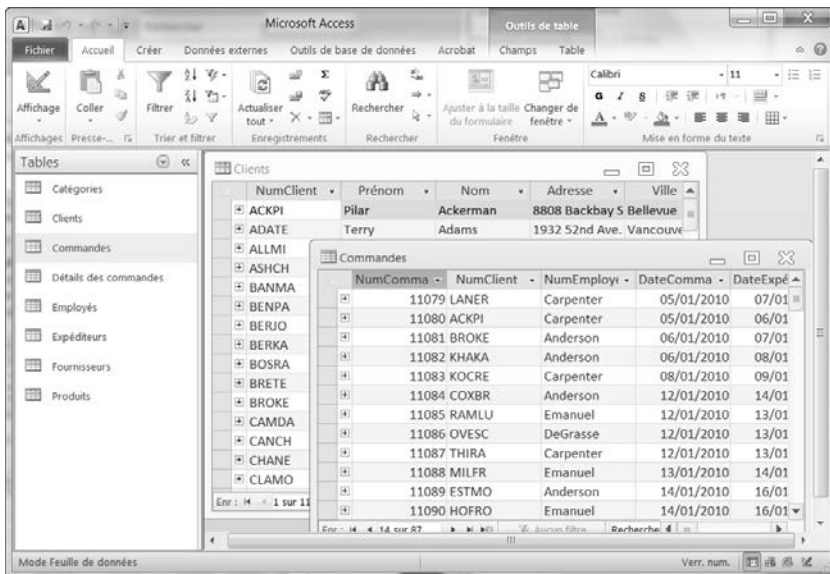 Microsoft Access
Outils de table
Fichier Accueil Créer Données externes Outils de base de données Acrobat Champs Table
Affichage
Coller
Filtrer
Actualiser tout
Σ
Rechercher
Ajuster à la taille du formulaire
Changer de fenêtre
Calibri 11
G I S
A
Affichages Presse-... Trier et filtrer Enregistrements Rechercher Fenêtre Mise en forme du texte
Tables
Catégories
Clients
Commandes
Détails des commandes
Employés
Expéditeurs
Fournisseurs
Produits
Clients
NumClient Prénom Nom Adresse Ville
ACKPI Pilar Ackerman 8808 Backbay S Bellevue
ADATE Terry Adams 1932 52nd Ave. Vancouve
ALLMI
ASHCH
BANMA
BENPA
BERJO
BERKA
BOSRA
BRETE
BROKE
CAMDA
CANCH
CHANE
CLAMO
Enr : 1 sur 11
Commandes
NumComma NumClient NumEmployé DateComma DateExpé
11079 LANER Carpenter 05/01/2010 07/01
11080 ACKPI Carpenter 05/01/2010 06/01
11081 BROKE Anderson 06/01/2010 07/01
11082 KHAKA Anderson 06/01/2010 08/01
11083 KOCRE Carpenter 08/01/2010 09/01
11084 COXBR Anderson 12/01/2010 14/01
11085 RAMLU Emanuel 12/01/2010 13/01
11086 OVESC DeGrasse 12/01/2010 13/01
11087 THIRA Carpenter 12/01/2010 13/01
11088 MILFR Emanuel 13/01/2010 14/01
11089 ESTMO Anderson 14/01/2010 16/01
11090 HOFRO Emanuel 14/01/2010 16/01
Enr : 14 sur 87 Aucun filtre Recherche
Mode Feuille de données Verr. num.